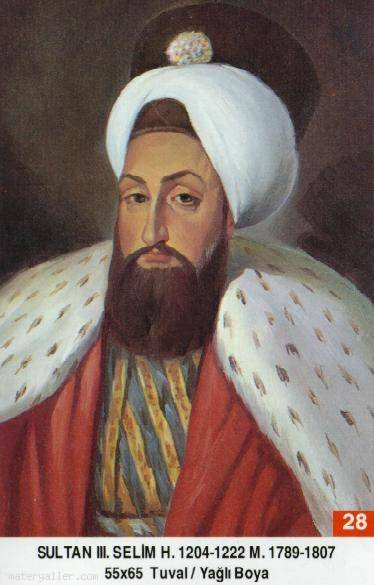 28
SULTAN III. SELİM H. 1204-1222 M. 1789-1807
55x65 Tuval / Yağlı Boya
materyaller.com